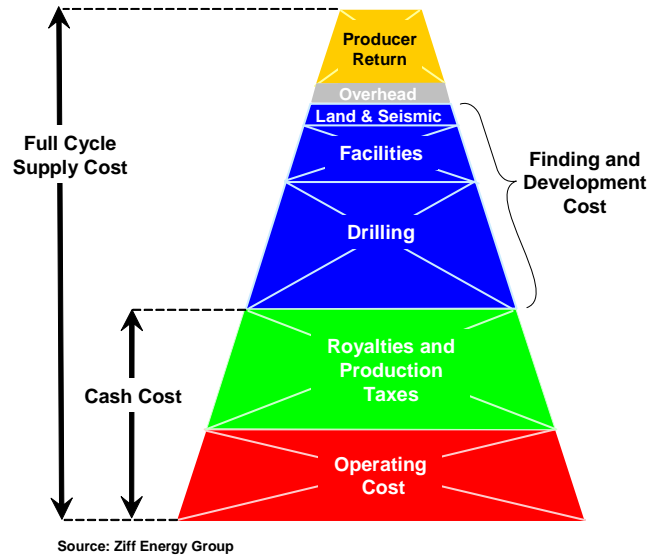 Producer
Return
Overhead
Land & Seismic
Full Cycle
Supply Cost
Facilities
Finding and
Development
Cost
Drilling
Royalties and
Production
Taxes
Cash Cost
Operating
Cost
Source: Ziff Energy Group